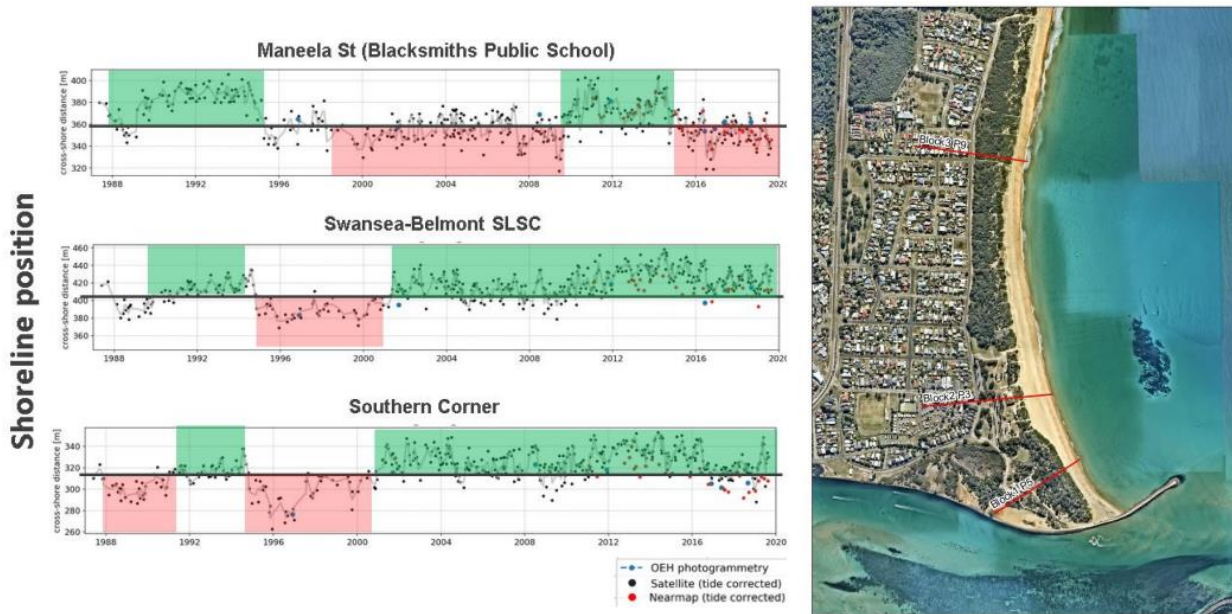 Shoreline position
Maneela St (Blacksmiths Public School)
cross-shore distance [m]
400
380
360
340
320
1988 1992 1996 2000 2004 2008 2012 2016 2020
Swansea-Belmont SLSC
cross-shore distance [m]
460
440
420
400
380
360
1988 1992 1996 2000 2004 2008 2012 2016 2020
Southern Corner
cross-shore distance [m]
340
320
300
280
260
1988 1992 1996 2000 2004 2008 2012 2016 2020
OEH photogrammetry
Satellite (tide corrected)
Nearmap (tide corrected)
Block3 P9
Block2 P3
Block1 P5